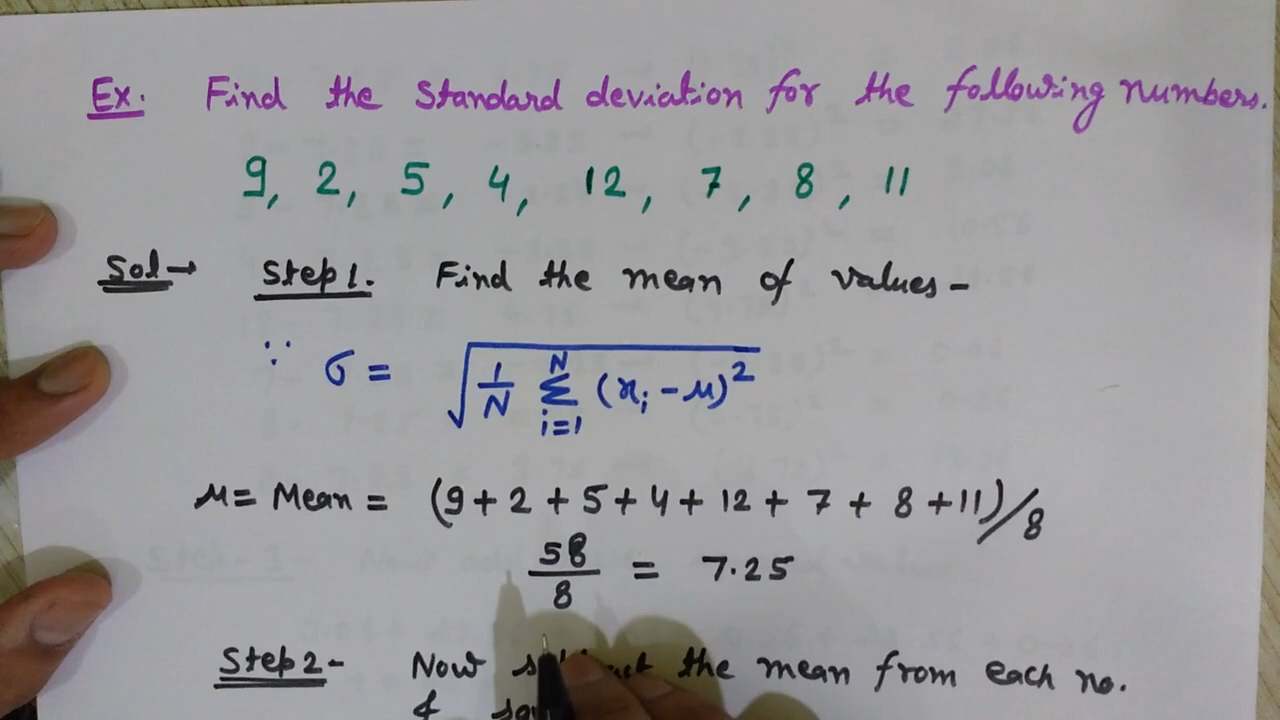 Ex. Find the standard deviation for the following numbers.
9, 2, 5, 4, 12, 7, 8, 11
Sol→ Step 1. Find the mean of values -
∵ σ = √(1/N Σ_{i=1}^{N} (x_i - μ)²)
μ = Mean = (9 + 2 + 5 + 4 + 12 + 7 + 8 + 11)/8
58/8 = 7.25
Step 2 - Now the mean from each no.
&